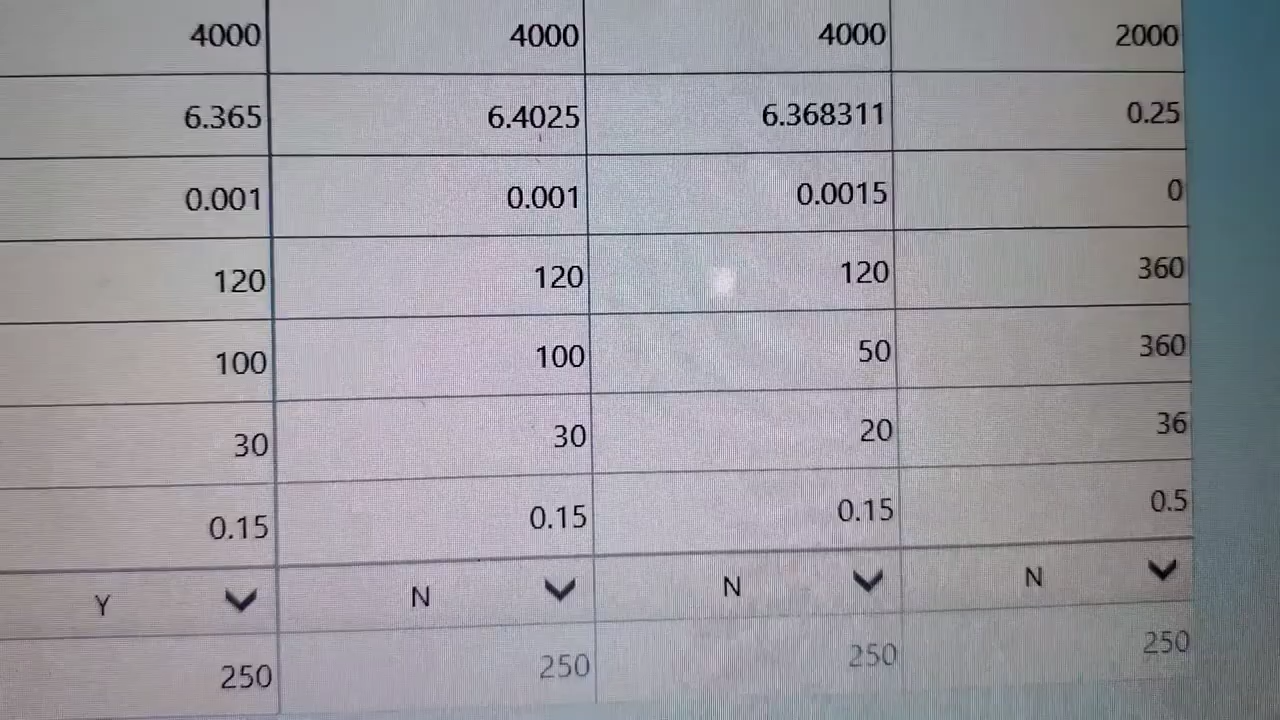 4000 4000 4000 2000
6.365 6.4025 6.368311 0.25
0.001 0.001 0.0015 0
120 120 120 360
100 100 50 360
30 30 20 36
0.15 0.15 0.15 0.5
Y N N N
250 250 250 250